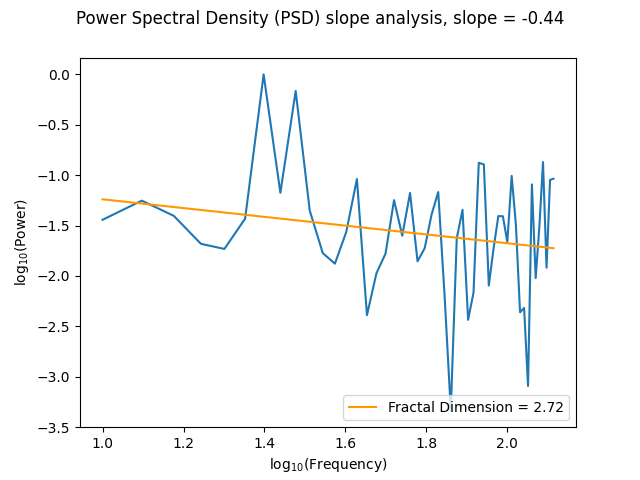 Power Spectral Density (PSD) slope analysis, slope = -0.44
0.0
−0.5
−1.0
−1.5
−2.0
−2.5
−3.0
−3.5
log₁₀(Power)
Fractal Dimension = 2.72
1.0 1.2 1.4 1.6 1.8 2.0
log₁₀(Frequency)